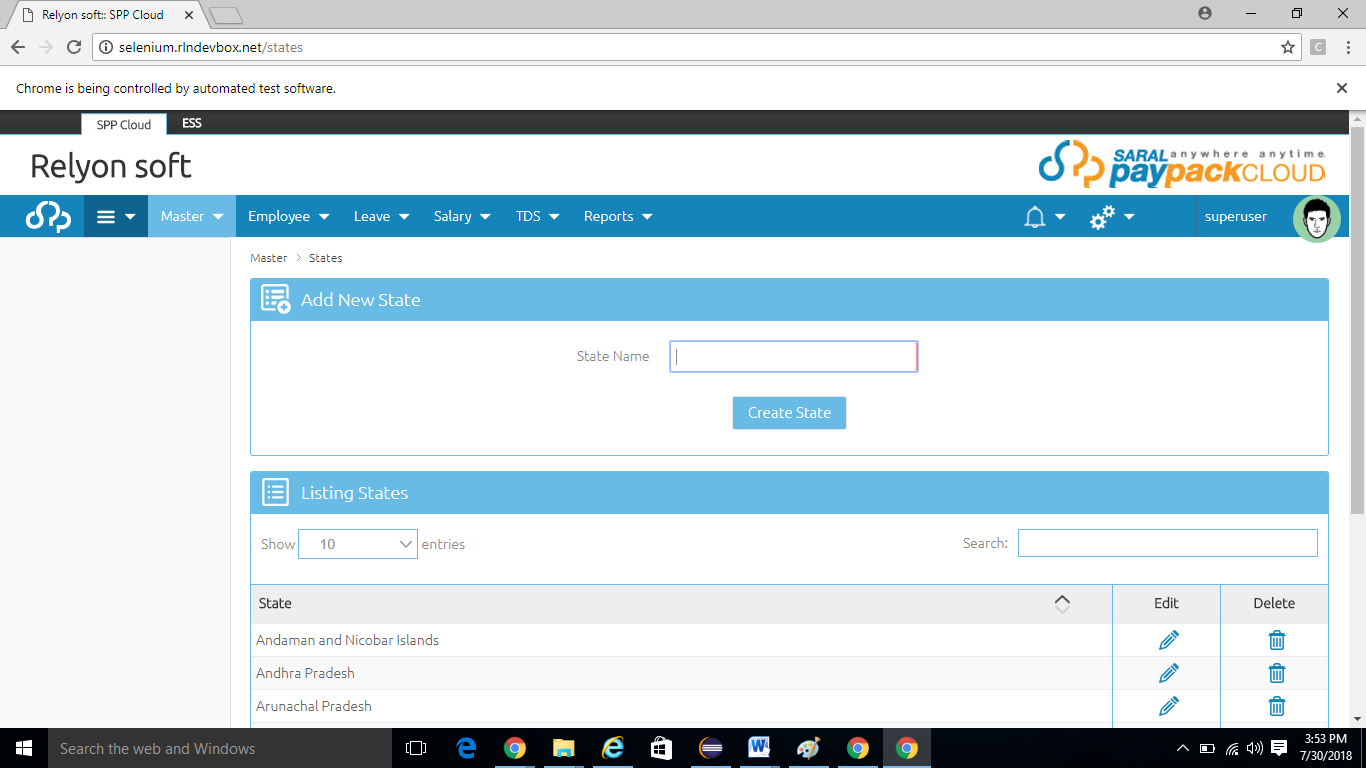 Relyon soft:: SPP Cloud
selenium.rlndevbox.net/states
Chrome is being controlled by automated test software.
SPP Cloud ESS
Relyon soft
SARAL anywhere anytime
paypackCLOUD
Master Employee Leave Salary TDS Reports superuser
Master > States
Add New State
State Name
Create State
Listing States
Show 10 entries Search:
State Edit Delete
Andaman and Nicobar Islands
Andhra Pradesh
Arunachal Pradesh
Search the web and Windows
3:53 PM
7/30/2018